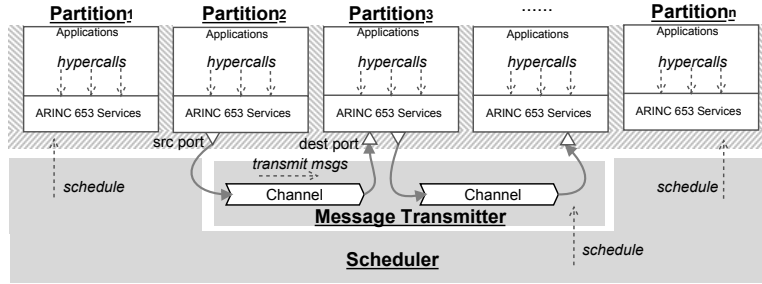 Partition1 Partition2 Partition3 ...... Partitionn
Applications Applications Applications Applications Applications
hypercalls hypercalls hypercalls hypercalls hypercalls
ARINC 653 Services ARINC 653 Services ARINC 653 Services ARINC 653 Services ARINC 653 Services
src port dest port
transmit msgs
schedule schedule
Channel Channel
Message Transmitter
schedule
Scheduler